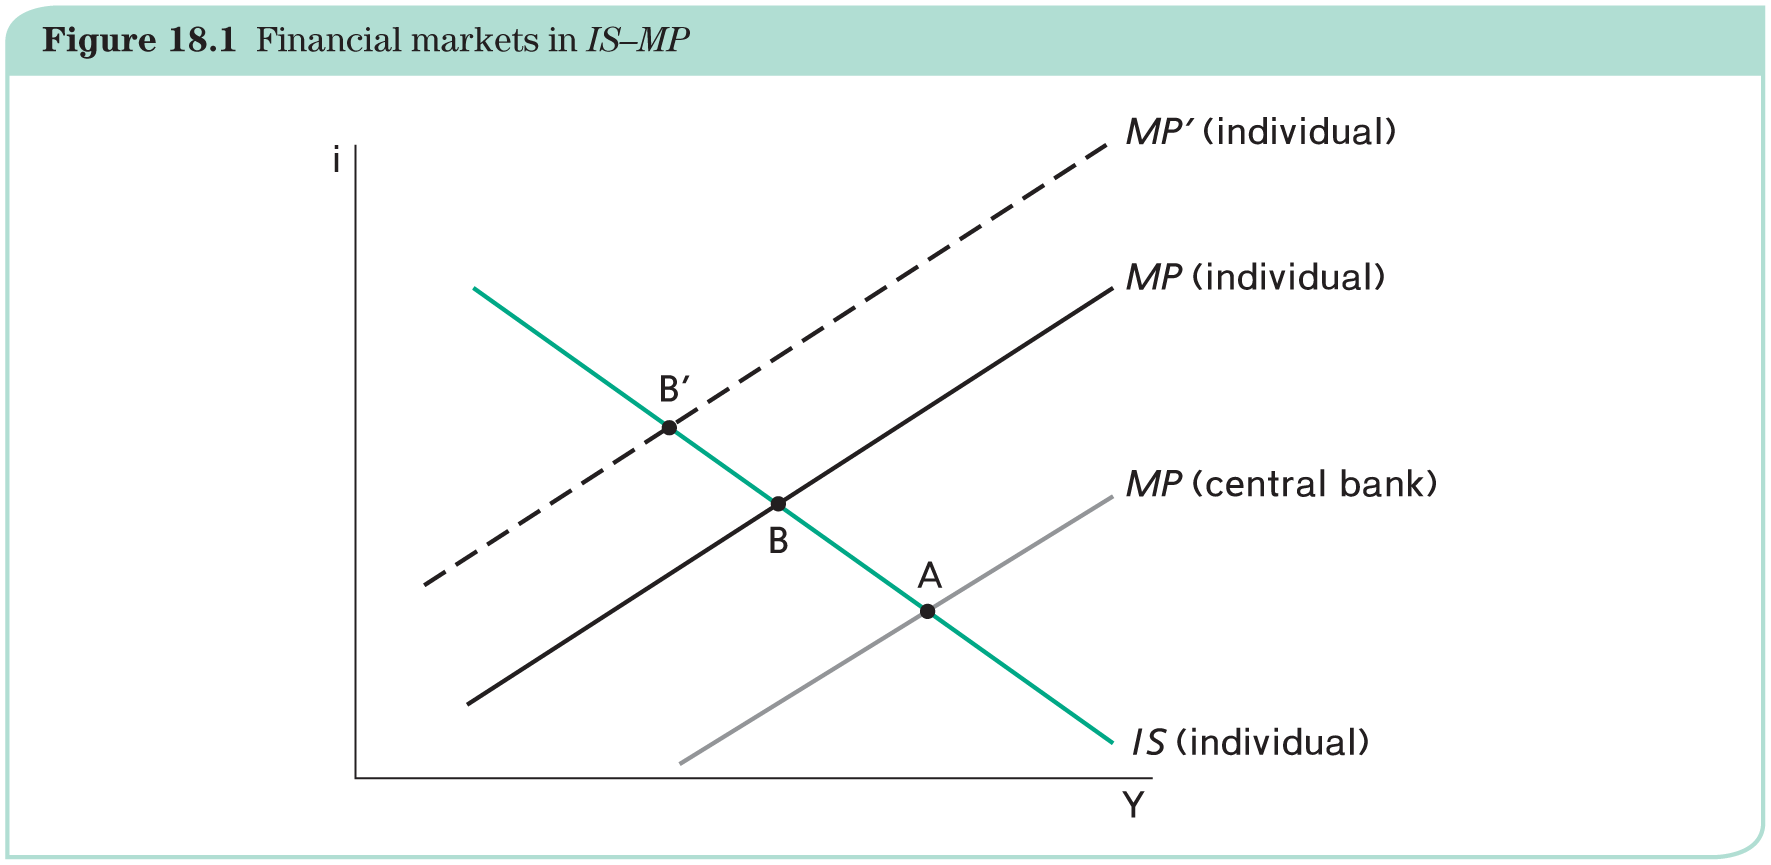 Figure 18.1 Financial markets in IS–MP
i
MP′ (individual)
MP (individual)
B′
MP (central bank)
B
A
IS (individual)
Y